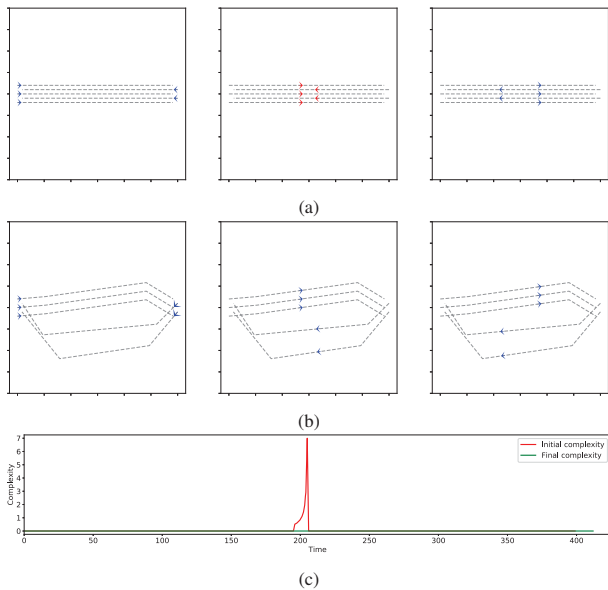 (a)
(b)
7
6
5
4
3
2
1
0
Complexity
Initial complexity
Final complexity
0 50 100 150 200 250 300 350 400
Time
(c)